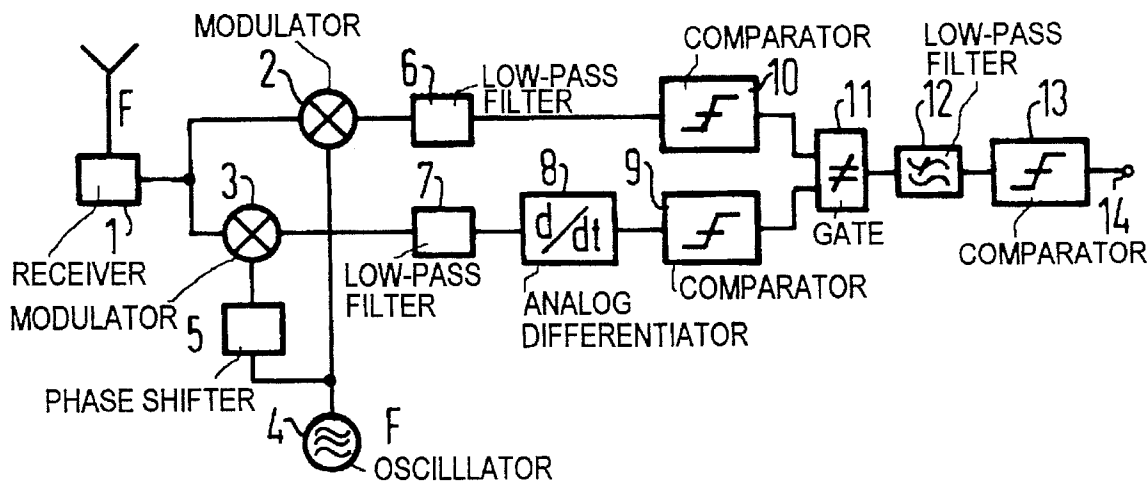 MODULATOR
2
6
LOW-PASS
FILTER
COMPARATOR
10
LOW-PASS
FILTER
11
12
13
F
1
RECEIVER
3
MODULATOR
7
LOW-PASS
FILTER
8
d/dt
ANALOG
DIFFERENTIATOR
9
COMPARATOR
≠
GATE
14
COMPARATOR
5
PHASE SHIFTER
4
F
OSCILLLATOR